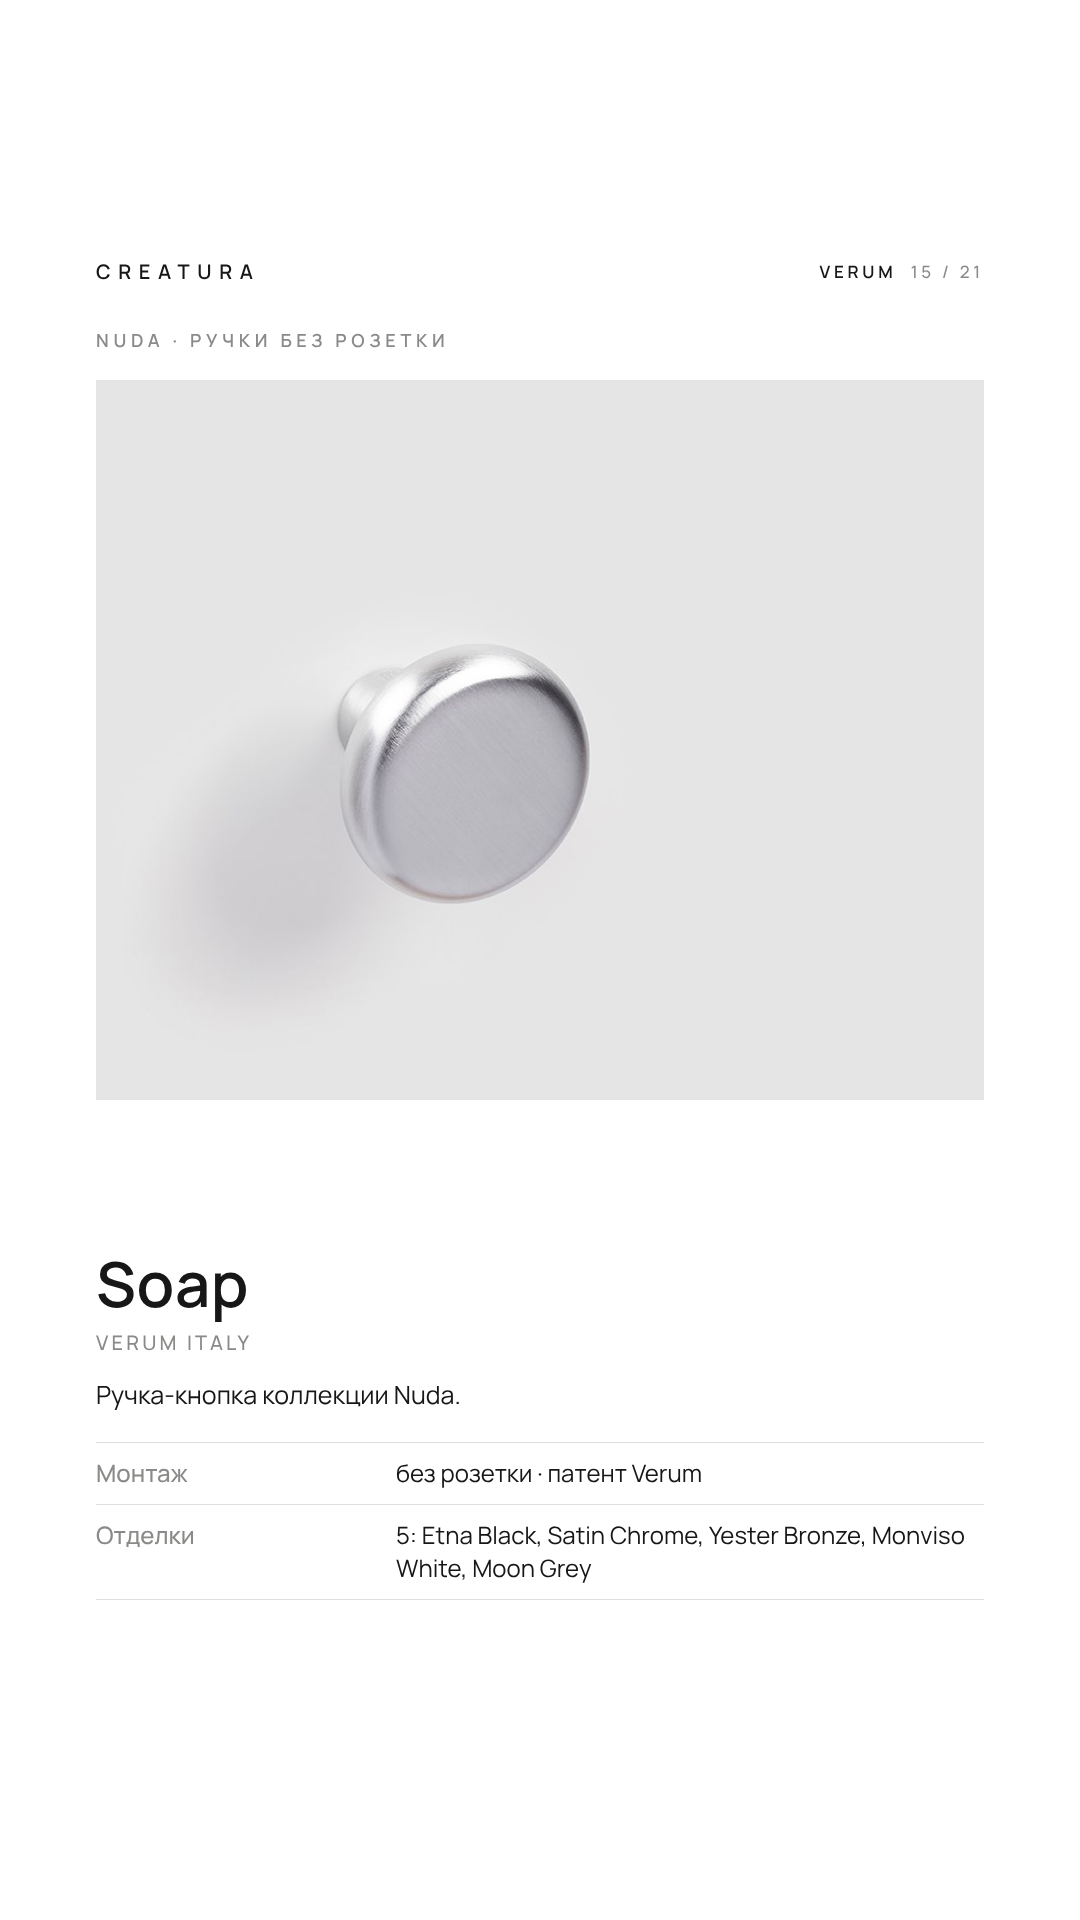 CREATURA
VERUM 15 / 21
NUDA · РУЧКИ БЕЗ РОЗЕТКИ
Soap
VERUM ITALY
Ручка-кнопка коллекции Nuda.
Монтаж без розетки · патент Verum
Отделки 5: Etna Black, Satin Chrome, Yester Bronze, Monviso
White, Moon Grey